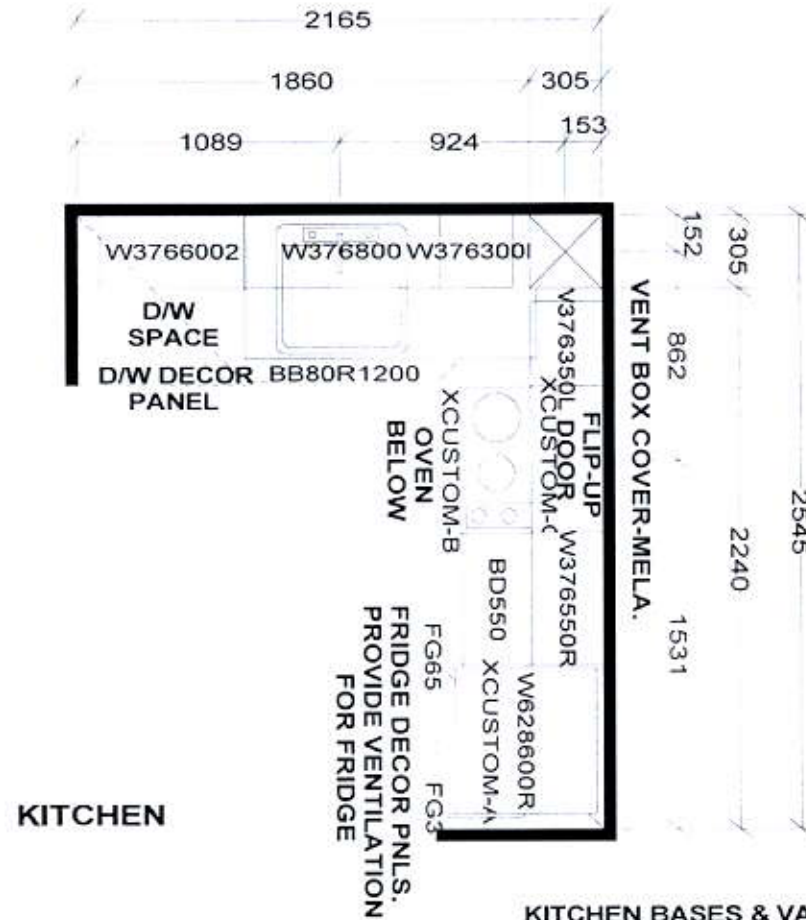 2165
1860
305
1089
924
153
W3766002
W376800
W376300
D/W
SPACE
D/W DECOR
PANEL
BB80R1200
152
305
862
2240
2545
1531
VENT BOX COVER-MELA.
V376350L
FLIP-UP
DOOR
XCUSTOM-C
W376550R
XCUSTOM-B
OVEN
BELOW
BD550
XCUSTOM-A
W628600R
FG65
FG3
FRIDGE DECOR PNLS.
PROVIDE VENTILATION
FOR FRIDGE
KITCHEN
KITCHEN BASES & VA